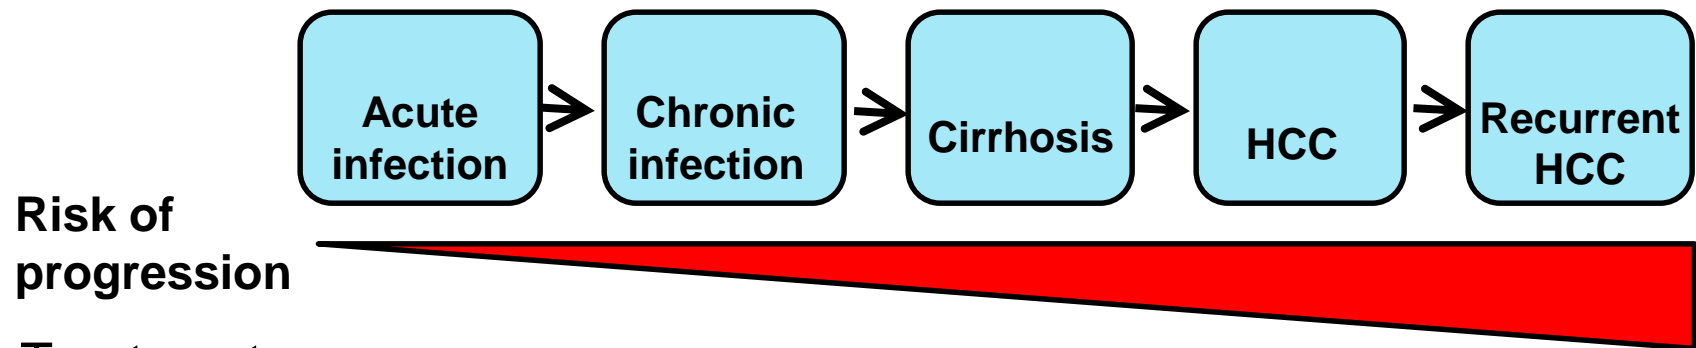 Acute
infection
Chronic
infection
Cirrhosis
HCC
Recurrent
HCC
Risk of
progression